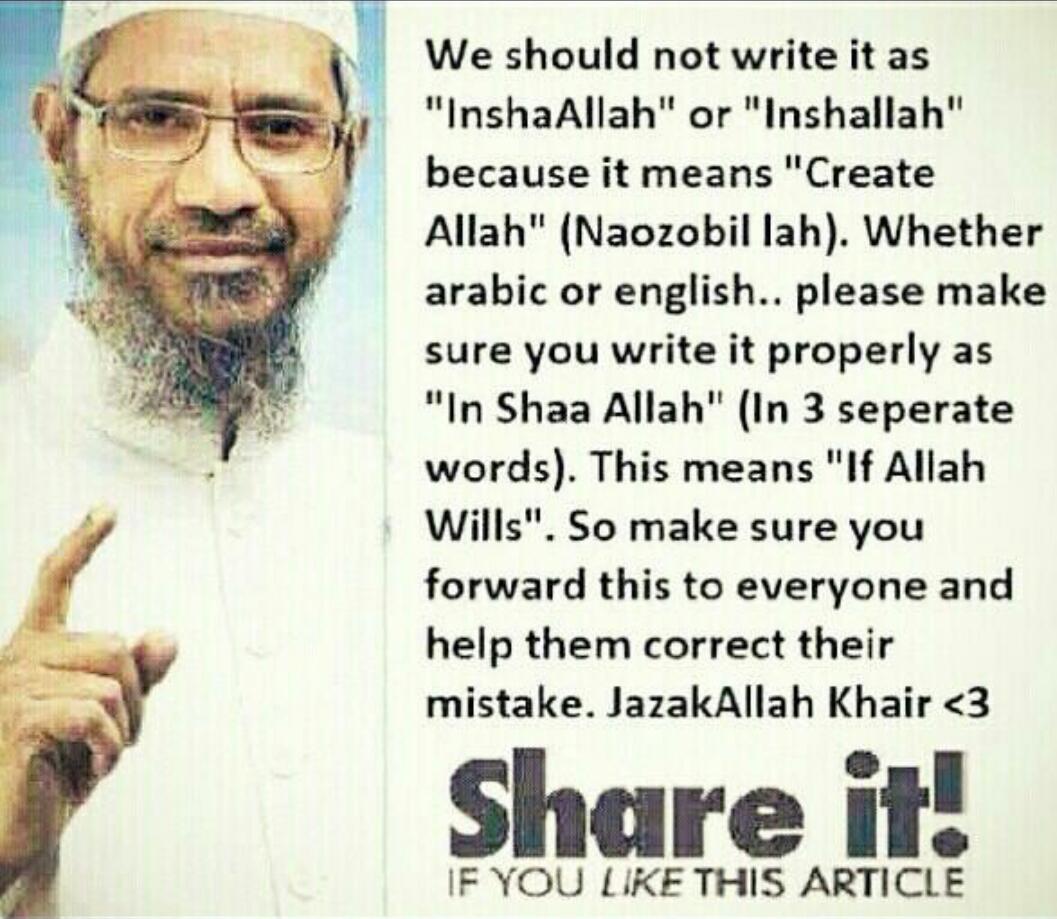 We should not write it as
"InshaAllah" or "Inshallah"
because it means "Create
Allah" (Naozobil lah). Whether
arabic or english.. please make
sure you write it properly as
"In Shaa Allah" (In 3 seperate
words). This means "If Allah
Wills". So make sure you
forward this to everyone and
help them correct their
mistake. JazakAllah Khair <3
Share it!
IF YOU LIKE THIS ARTICLE